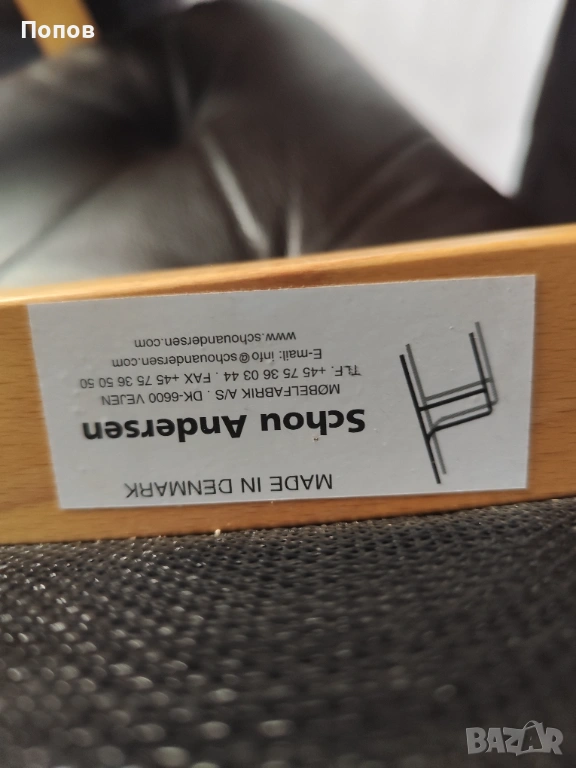 Попов
MADE IN DENMARK
Schou Andersen
MØBELFABRIK A/S . DK-6600 VEJEN
TLF. +45 75 36 03 44 . FAX +45 75 36 50 50
E-mail: info@schouandersen.com
www.schouandersen.com
BAZAR